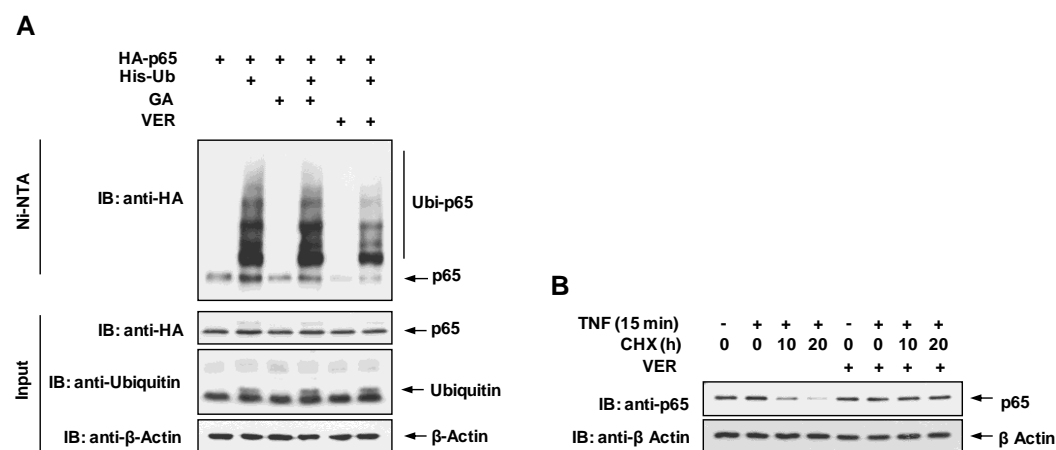 A
HA-p65 + + + + + +
His-Ub + + +
GA + +
VER + +
Ni-NTA
IB: anti-HA
Ubi-p65
p65
Input
IB: anti-HA
p65
IB: anti-Ubiquitin
Ubiquitin
IB: anti-β-Actin
β-Actin
B
TNF (15 min) - + + + - + + +
CHX (h) 0 0 10 20 0 0 10 20
VER + + + +
IB: anti-p65
p65
IB: anti-β Actin
β Actin